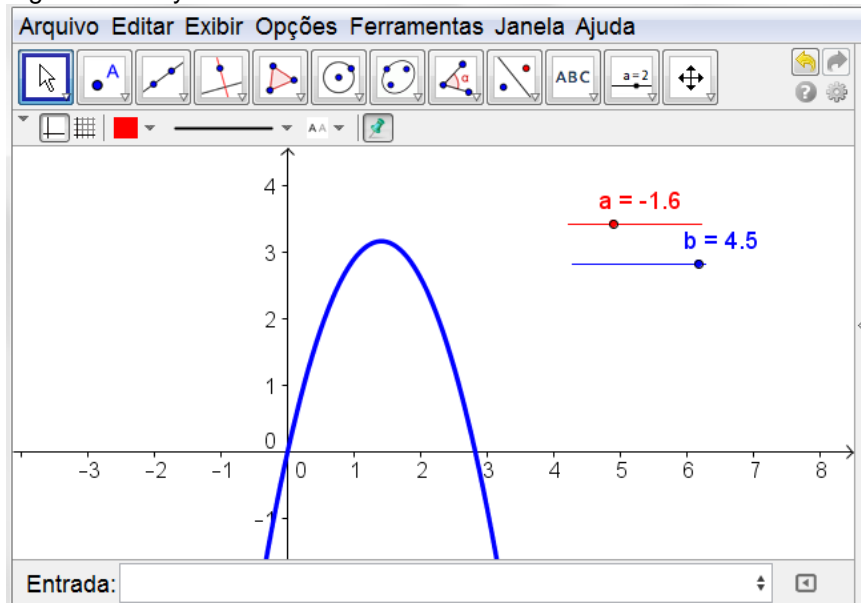 Arquivo Editar Exibir Opções Ferramentas Janela Ajuda
A α ABC a=2
A A
4
3
2
1
0
-1
-3 -2 -1 0 1 2 3 4 5 6 7 8
a = -1.6
b = 4.5
Entrada: